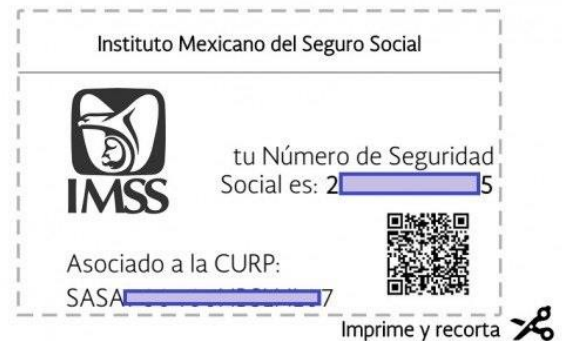 Instituto Mexicano del Seguro Social
IMSS
tu Número de Seguridad
Social es: 2 5
Asociado a la CURP:
SASA 7
Imprime y recorta